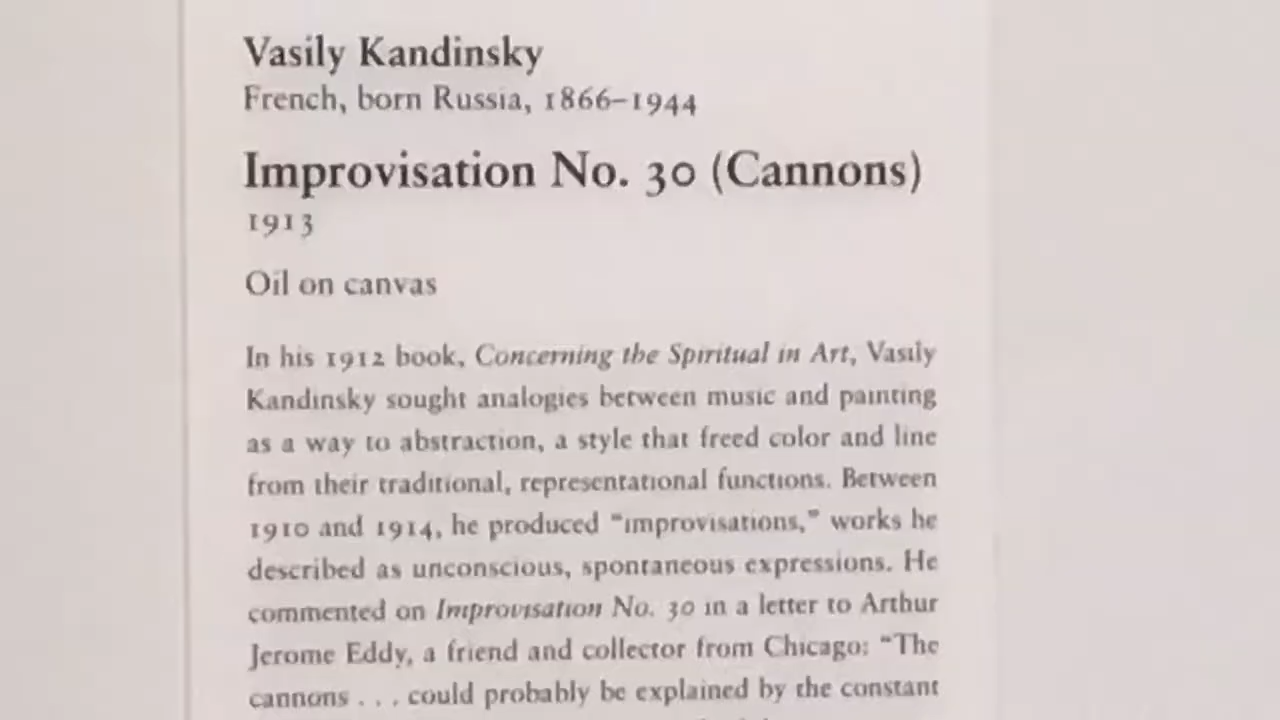 Vasily Kandinsky
French, born Russia, 1866–1944
Improvisation No. 30 (Cannons)
1913
Oil on canvas
In his 1912 book, Concerning the Spiritual in Art, Vasily
Kandinsky sought analogies between music and painting
as a way to abstraction, a style that freed color and line
from their traditional, representational functions. Between
1910 and 1914, he produced “improvisations,” works he
described as unconscious, spontaneous expressions. He
commented on Improvisation No. 30 in a letter to Arthur
Jerome Eddy, a friend and collector from Chicago: “The
cannons . . . could probably be explained by the constant